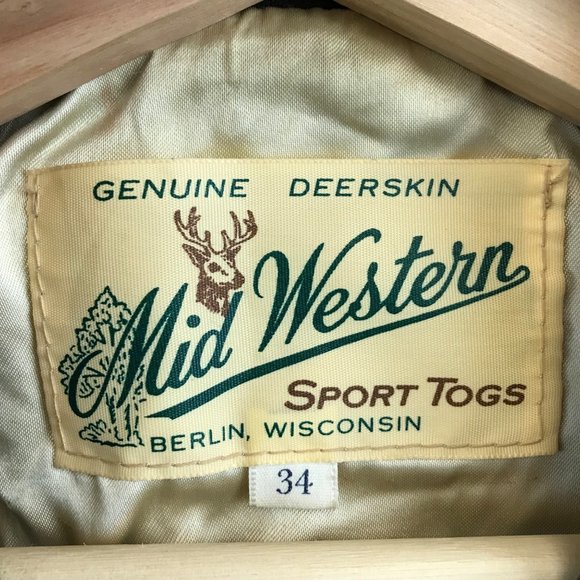 GENUINE DEERSKIN
Mid Western
SPORT TOGS
BERLIN, WISCONSIN
34